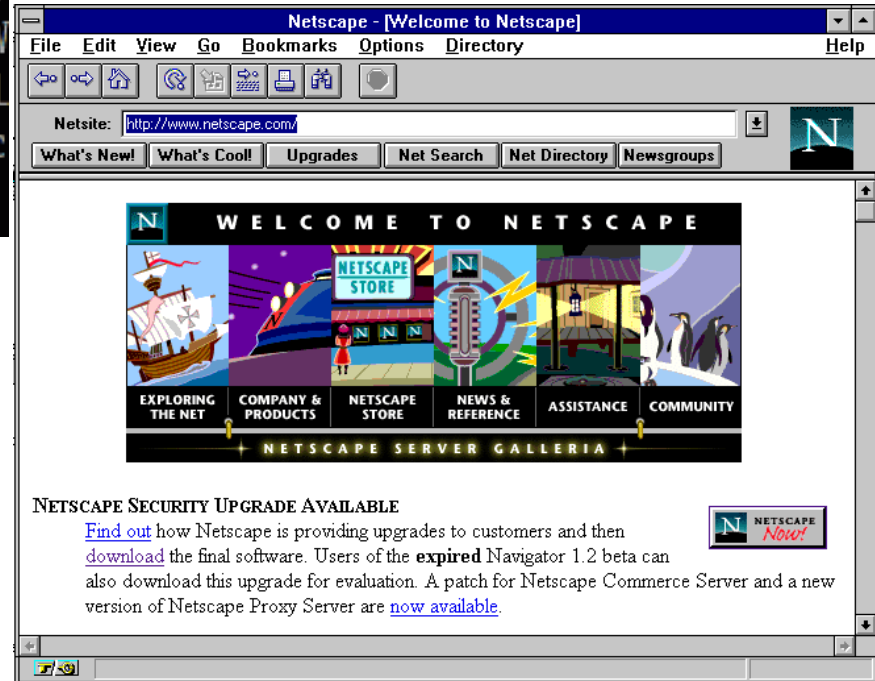 Netscape - [Welcome to Netscape]
File Edit View Go Bookmarks Options Directory Help
Netsite: http://www.netscape.com/
N
What's New! What's Cool! Upgrades Net Search Net Directory Newsgroups
N WELCOME TO NETSCAPE
NETSCAPE
STORE
N
N N N
EXPLORING THE NET COMPANY & PRODUCTS NETSCAPE STORE NEWS & REFERENCE ASSISTANCE COMMUNITY
NETSCAPE SERVER GALLERIA
NETSCAPE SECURITY UPGRADE AVAILABLE
Find out how Netscape is providing upgrades to customers and then
download the final software. Users of the expired Navigator 1.2 beta can
also download this upgrade for evaluation. A patch for Netscape Commerce Server and a new
version of Netscape Proxy Server are now available.
N NETSCAPE
Now!